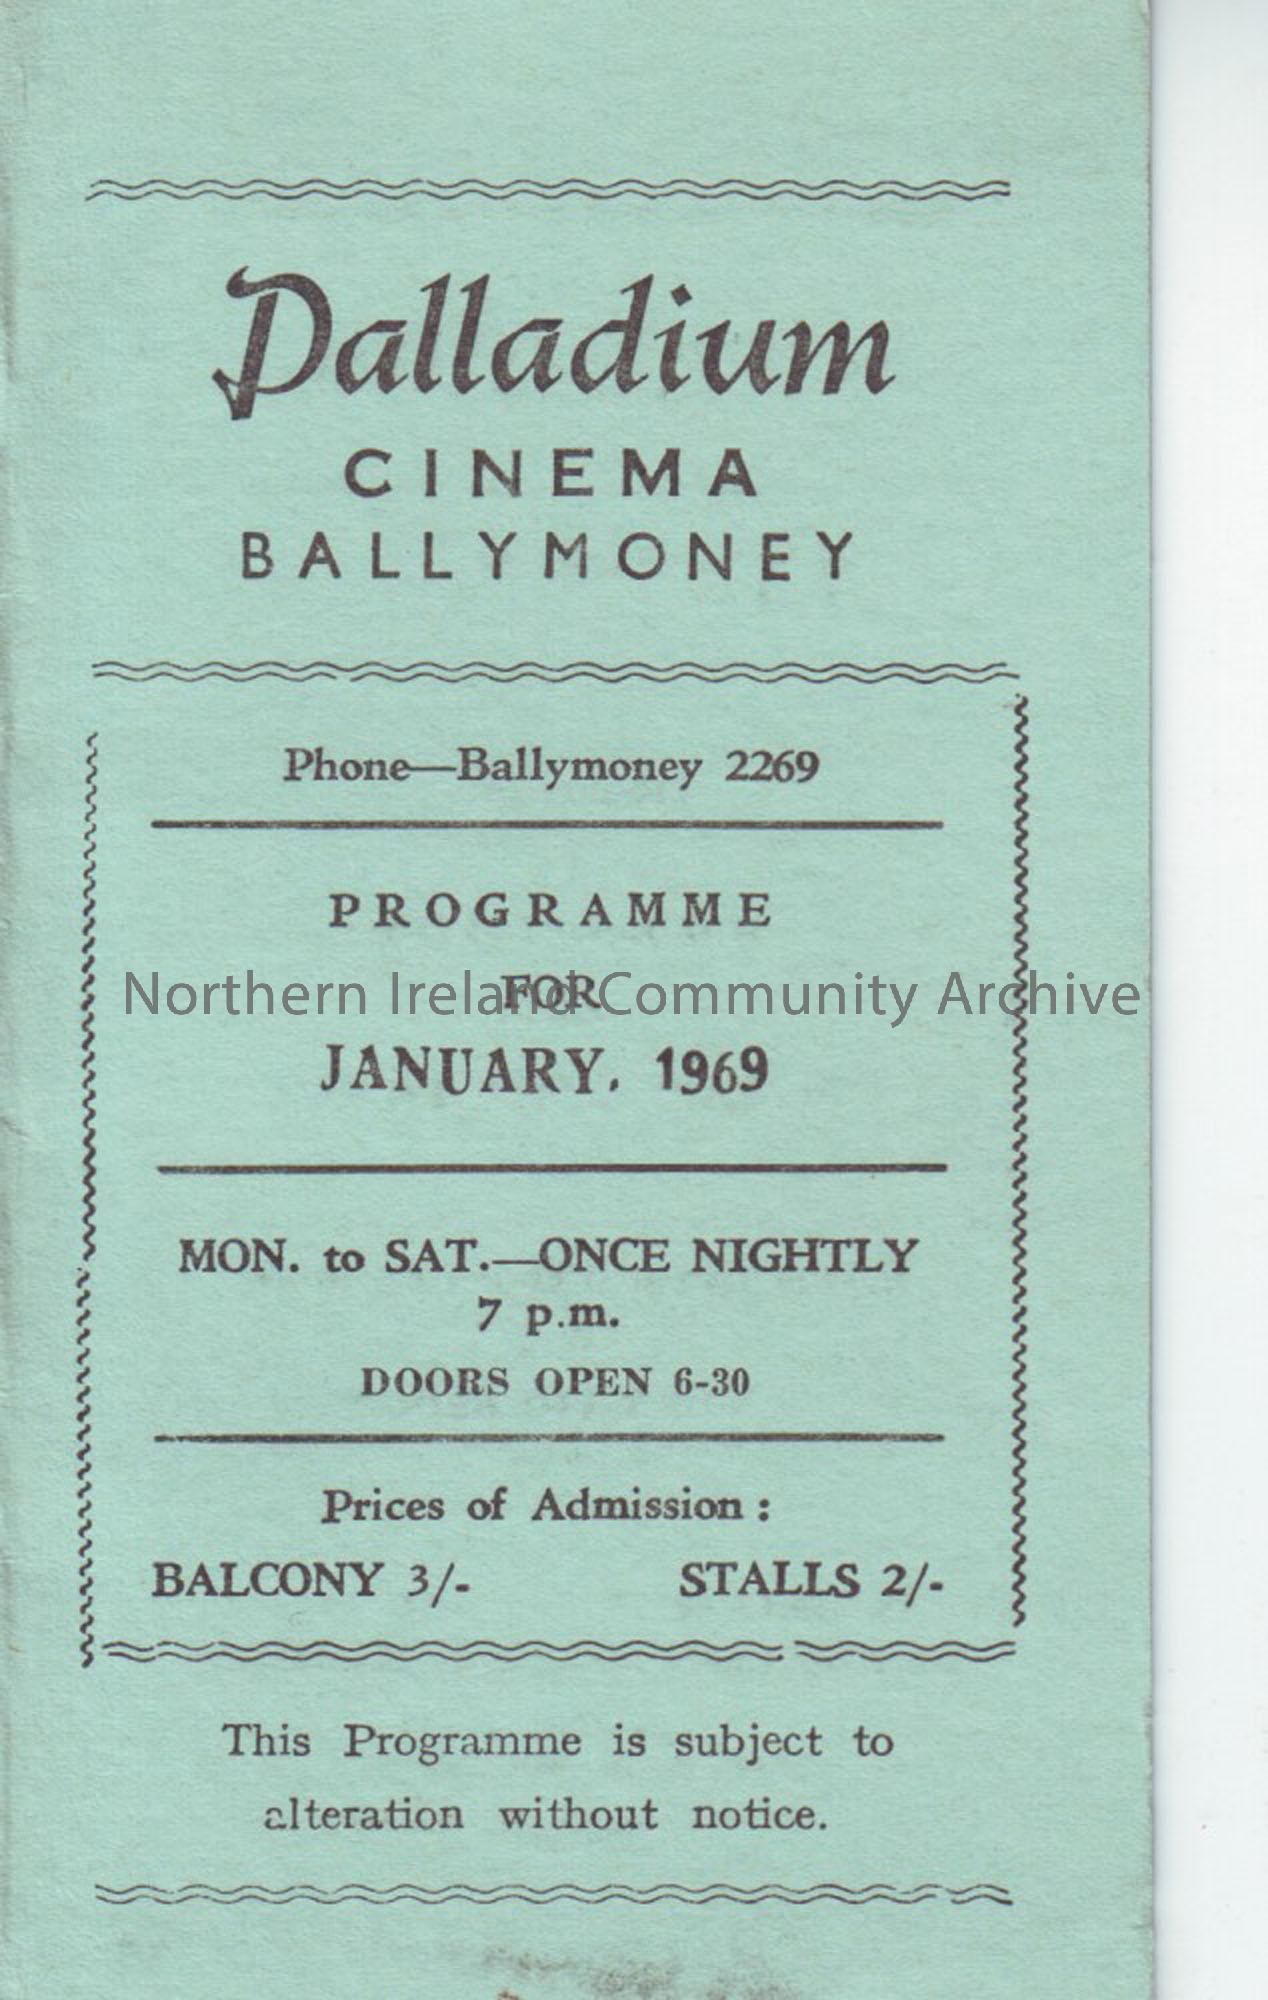 Palladium
CINEMA
BALLYMONEY
Phone—Ballymoney 2269
PROGRAMME
FOR
Northern Ireland Community Archive
JANUARY, 1969
MON. to SAT.—ONCE NIGHTLY
7 p.m.
DOORS OPEN 6-30
Prices of Admission :
BALCONY 3/- STALLS 2/-
This Programme is subject to
alteration without notice.